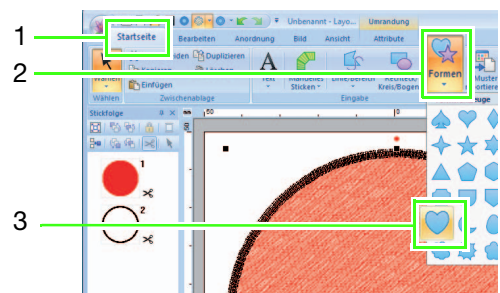 Unbenannt - Layo... Umrandung
1 Startseite Bearbeiten Anordnung Bild Ansicht Attribute
2 Duplizieren
Formen
Einfügen
Text Manuelles Sticken Kreis/Bogen
Wählen Zwischenablage Eingabe
Stickfolge
1
2
3